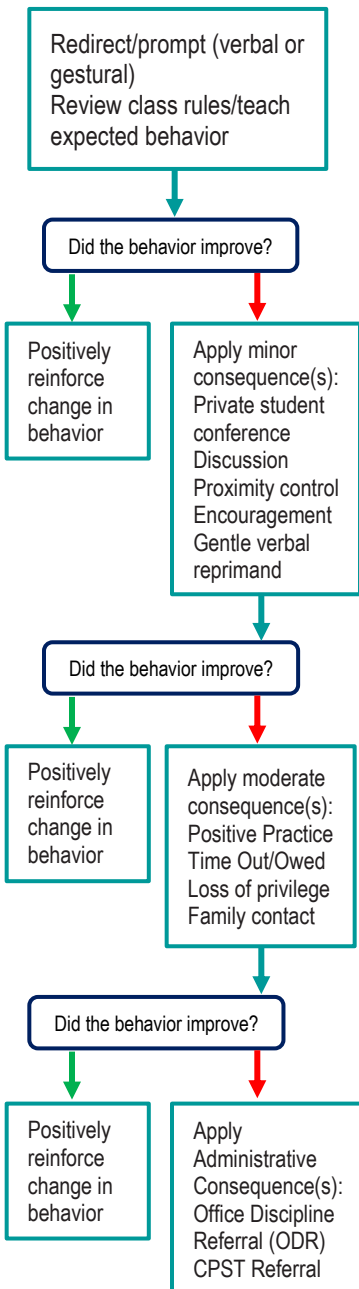 Redirect/prompt (verbal or
gestural)
Review class rules/teach
expected behavior
Did the behavior improve?
Positively
reinforce
change in
behavior
Apply minor
consequence(s):
Private student
conference
Discussion
Proximity control
Encouragement
Gentle verbal
reprimand
Did the behavior improve?
Positively
reinforce
change in
behavior
Apply moderate
consequence(s):
Positive Practice
Time Out/Owed
Loss of privilege
Family contact
Did the behavior improve?
Positively
reinforce
change in
behavior
Apply
Administrative
Consequence(s):
Office Discipline
Referral (ODR)
CPST Referral